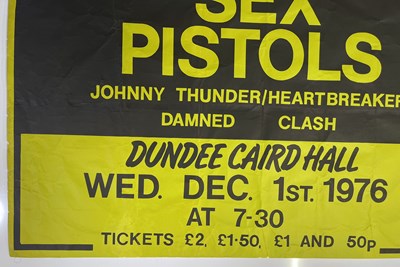 SEX
PISTOLS
JOHNNY THUNDER/HEARTBREAKER
DAMNED CLASH
DUNDEE CAIRD HALL
WED. DEC. 1ST. 1976
AT 7-30
TICKETS £2, £1·50, £1 AND 50p